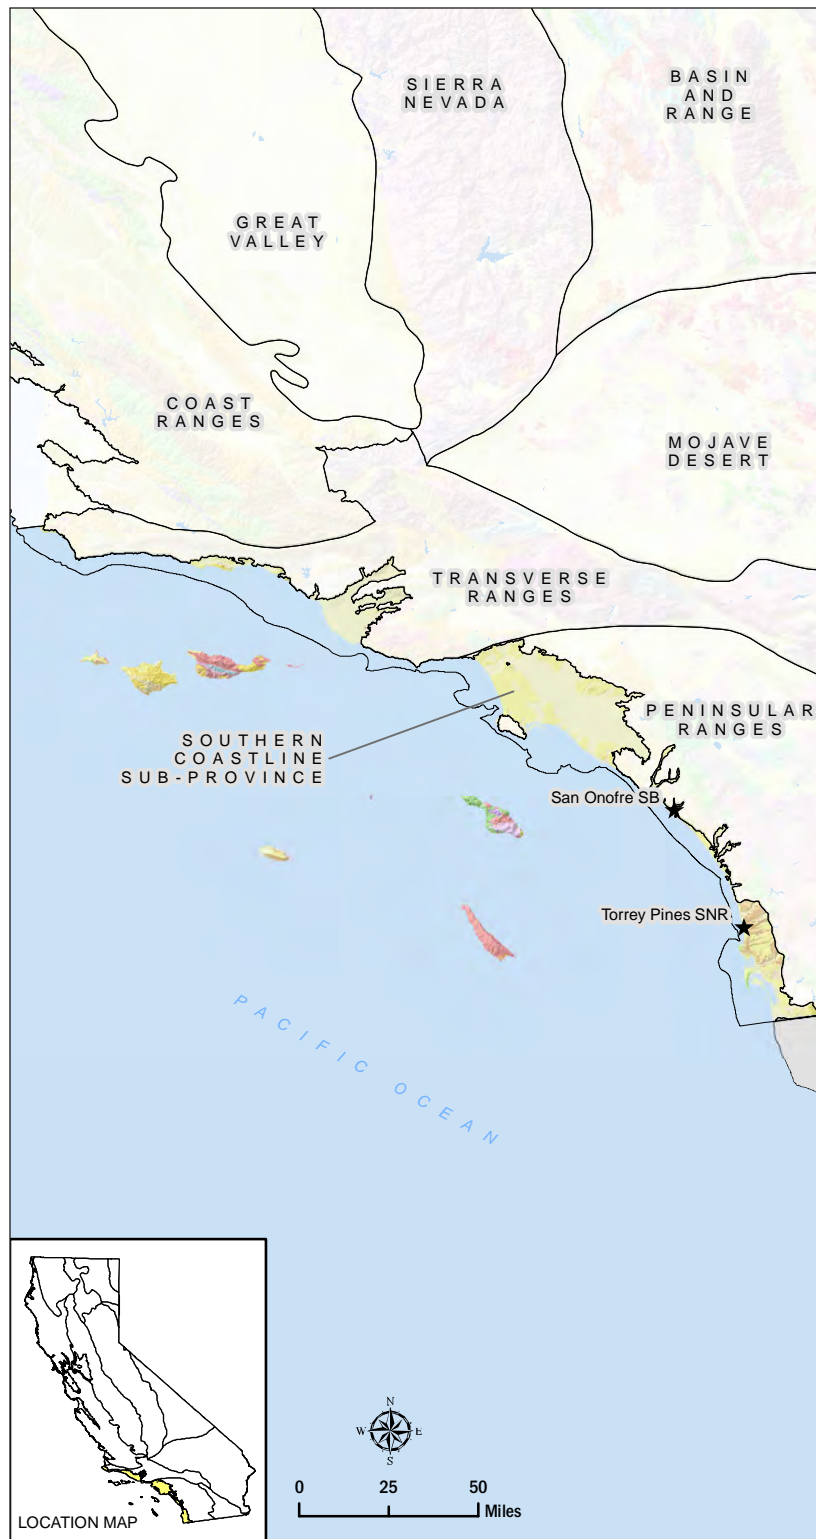 SIERRA
NEVADA
BASIN
AND
RANGE
GREAT
VALLEY
COAST
RANGES
MOJAVE
DESERT
TRANSVERSE
RANGES
PENINSULAR
RANGES
SOUTHERN
COASTLINE
SUB-PROVINCE
San Onofre SB
Torrey Pines SNR
PACIFIC OCEAN
LOCATION MAP
N
W E
S
0 25 50
Miles